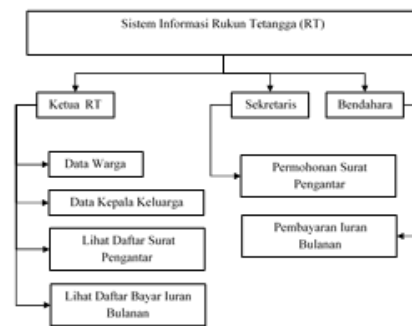 Sistem Informasi Rukun Tetangga (RT)
Ketua RT
Sekretaris
Bendahara
Data Warga
Data Kepala Keluarga
Lihat Daftar Surat
Pengantar
Lihat Daftar Bayar Iuran
Bulanan
Permohonan Surat
Pengantar
Pembayaran Iuran
Bulanan